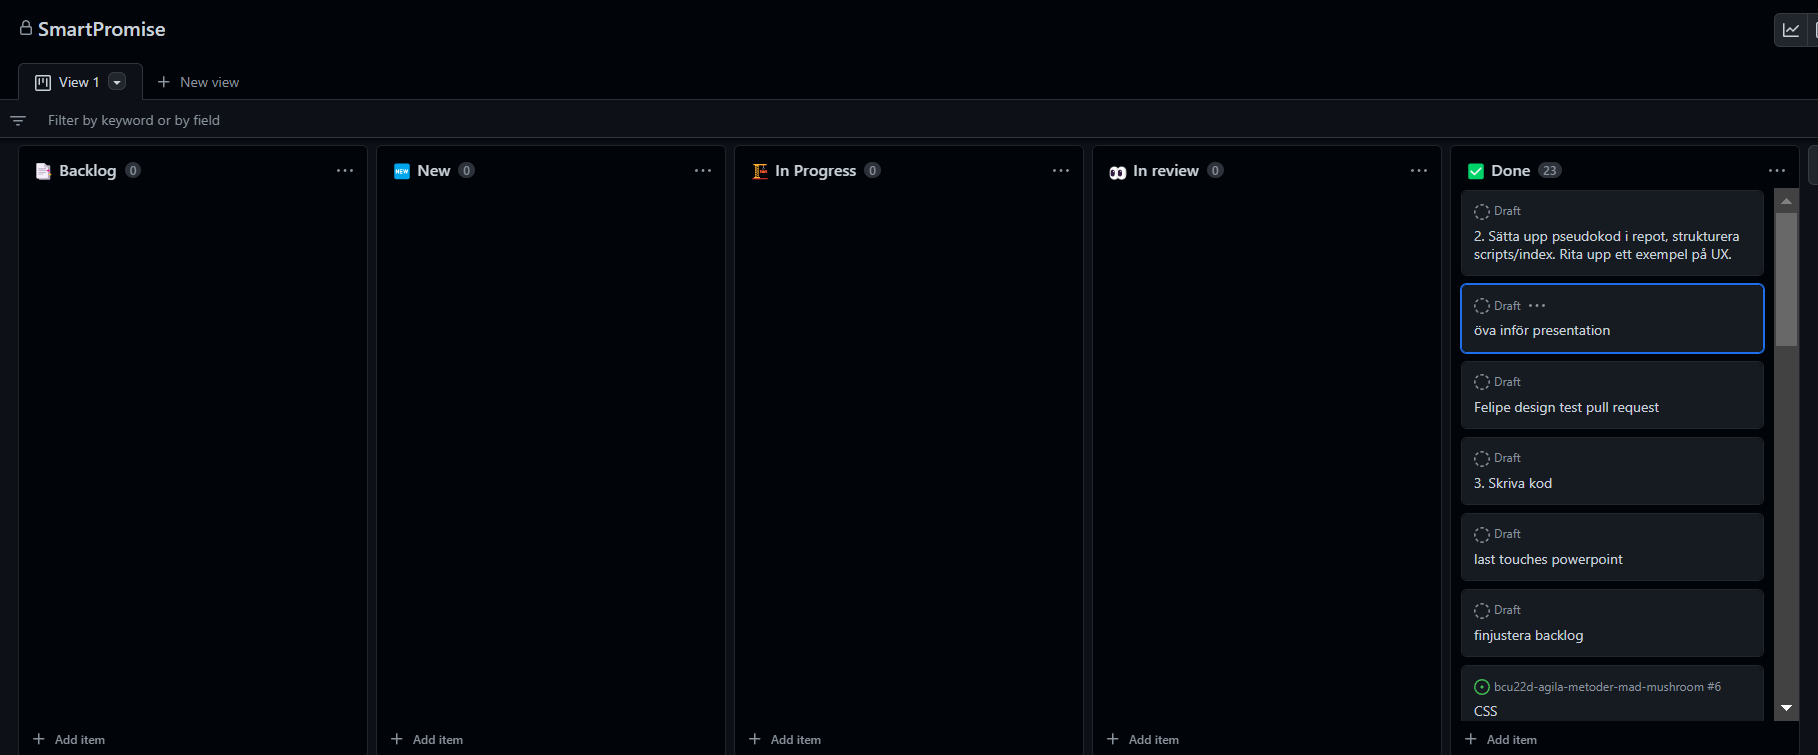 SmartPromise
View 1
New view
Filter by keyword or by field
Backlog 0
NEW New 0
In Progress 0
In review 0
Done 23
Draft
2. Sätta upp pseudokod i repot, strukturera
scripts/index. Rita upp ett exempel på UX.
Draft
öva inför presentation
Draft
Felipe design test pull request
Draft
3. Skriva kod
Draft
last touches powerpoint
Draft
finjustera backlog
bcu22d-agila-metoder-mad-mushroom #6
CSS
+ Add item
+ Add item
+ Add item
+ Add item
+ Add item